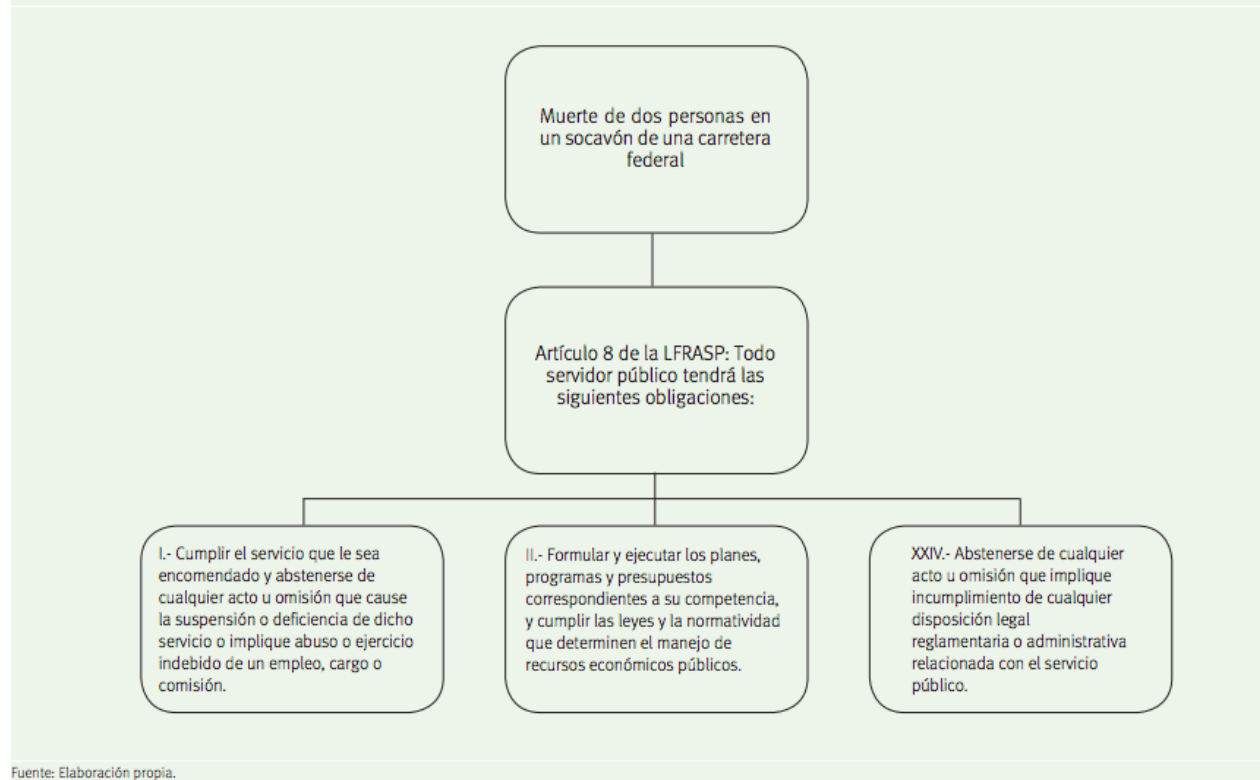 Muerte de dos personas en
un socavón de una carretera
federal
Artículo 8 de la LFRASP: Todo
servidor público tendrá las
siguientes obligaciones:
I.- Cumplir el servicio que le sea
encomendado y abstenerse de
cualquier acto u omisión que cause
la suspensión o deficiencia de dicho
servicio o implique abuso o ejercicio
indebido de un empleo, cargo o
comisión.
II.- Formular y ejecutar los planes,
programas y presupuestos
correspondientes a su competencia,
y cumplir las leyes y la normatividad
que determinen el manejo de
recursos económicos públicos.
XXIV.- Abstenerse de cualquier
acto u omisión que implique
incumplimiento de cualquier
disposición legal
reglamentaria o administrativa
relacionada con el servicio
público.
Fuente: Elaboración propia.